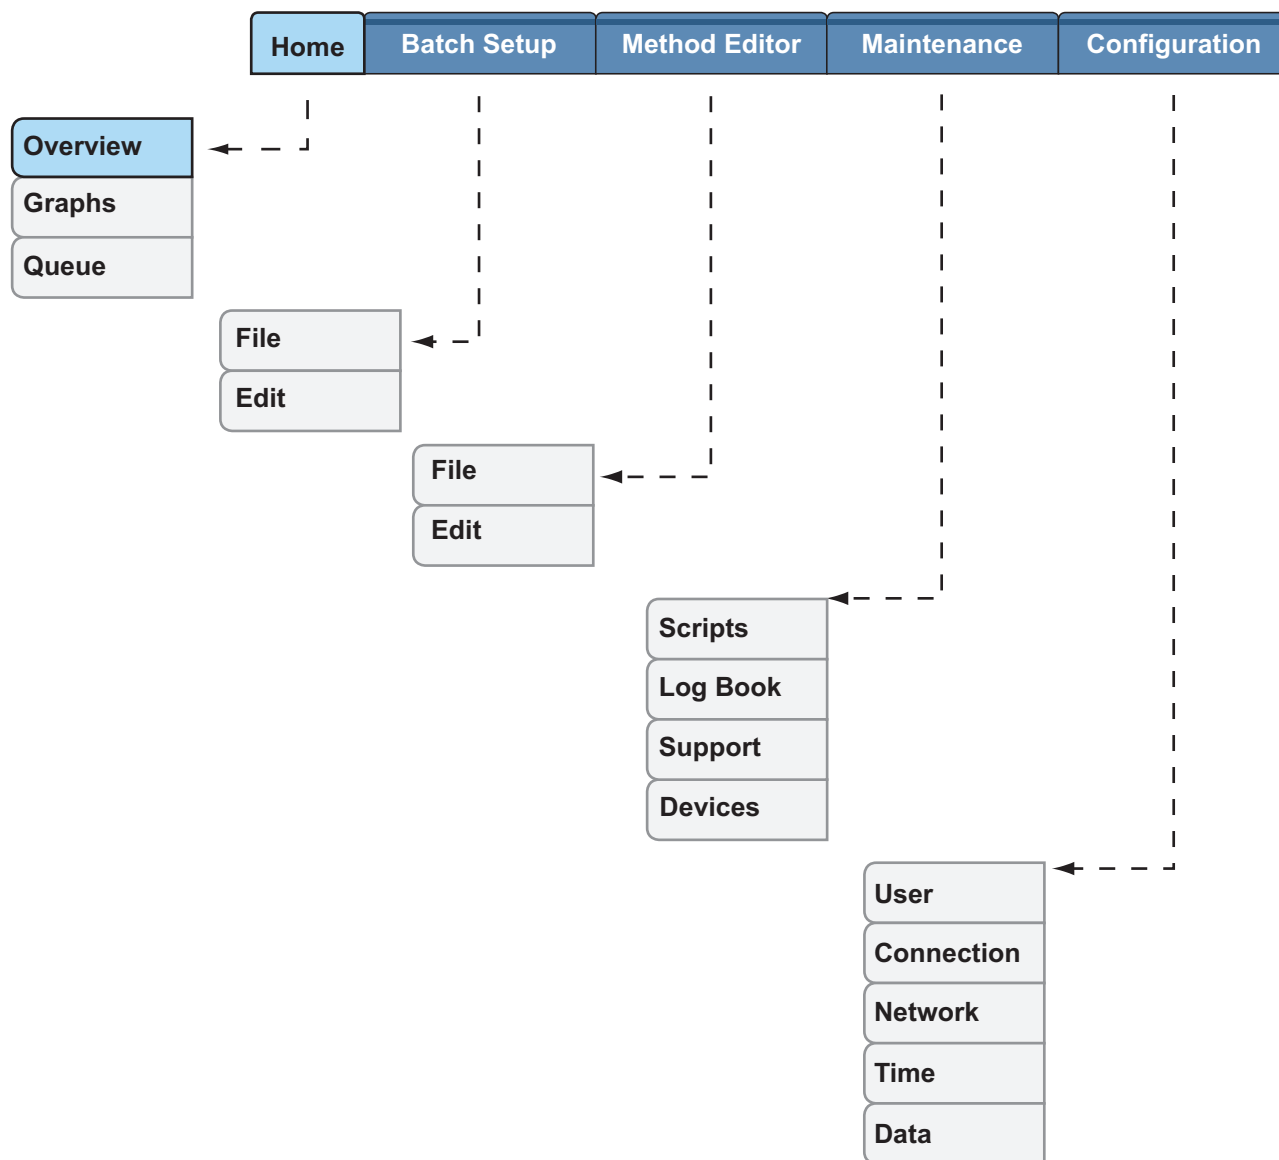 Home Batch Setup Method Editor Maintenance Configuration
Overview
Graphs
Queue
File
Edit
File
Edit
Scripts
Log Book
Support
Devices
User
Connection
Network
Time
Data